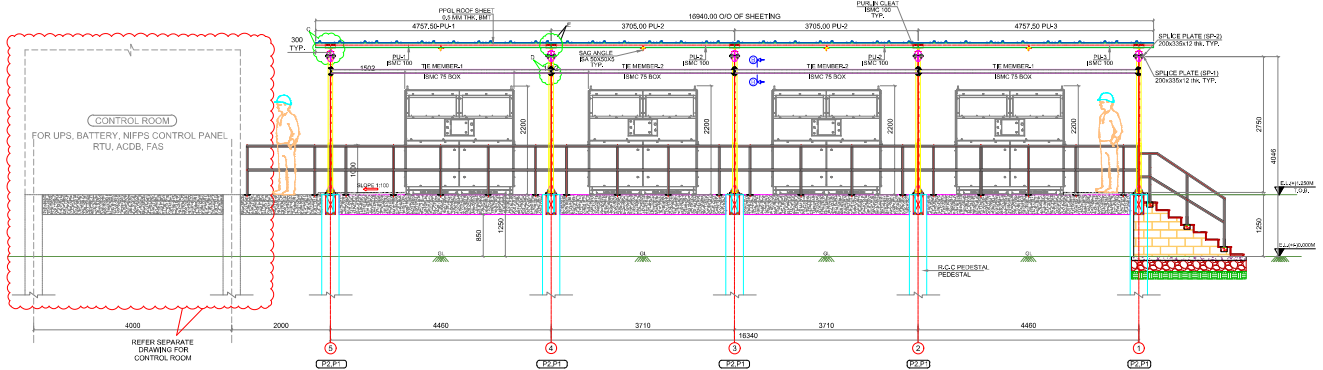 PPGL ROOF SHEET
0.5 MM THK. BMT
16940.00 O/O OF SHEETING
PURLIN CLEAT
ISMC 100
TYP.
4757.50 PU-1
3705.00 PU-2
3705.00 PU-2
4757.50 PU-3
300
TYP.
SPLICE PLATE (SP-2)
200x335x12 thk. TYP.
PU-1
ISMC 100
SAG ANGLE
ISA 50X50X5
TYP.
PU-2
ISMC 100
PU-2
ISMC 100
PU-3
ISMC 100
1502
TIE MEMBER-1
TIE MEMBER-2
TIE MEMBER-2
TIE MEMBER-1
ISMC 75 BOX
ISMC 75 BOX
ISMC 75 BOX
ISMC 75 BOX
SPLICE PLATE (SP-1)
200x335x12 thk. TYP.
CONTROL ROOM
FOR UPS, BATTERY, NIFPS CONTROL PANEL
RTU, ACDB, FAS
2200
2200
2200
2200
2750
4046
1000
SLOPE 1:100
T.O.B.
850
1250
1250
GL
GL
GL
GL
R.C.C PEDESTAL
PEDESTAL
4000
2000
4460
3710
3710
4460
16340
REFER SEPARATE
DRAWING FOR
CONTROL ROOM
5
4
3
2
1
P2,P1
P2,P1
P2,P1
P2,P1
P2,P1